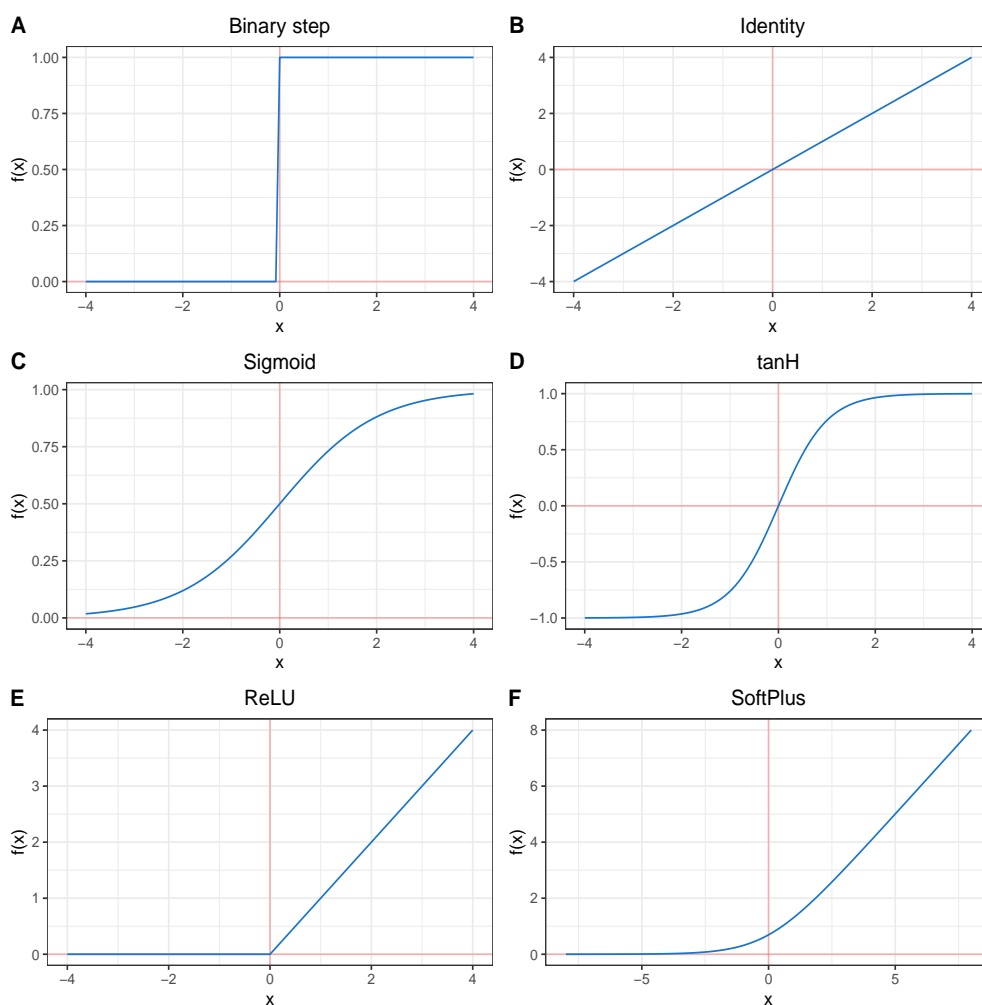 A Binary step
1.00
0.75
0.50
0.25
0.00
f(x)
−4 −2 0 2 4
x
B Identity
4
2
0
−2
−4
f(x)
−4 −2 0 2 4
x
C Sigmoid
1.00
0.75
0.50
0.25
0.00
f(x)
−4 −2 0 2 4
x
D tanH
1.0
0.5
0.0
−0.5
−1.0
f(x)
−4 −2 0 2 4
x
E ReLU
4
3
2
1
0
f(x)
−4 −2 0 2 4
x
F SoftPlus
8
6
4
2
0
f(x)
−5 0 5
x